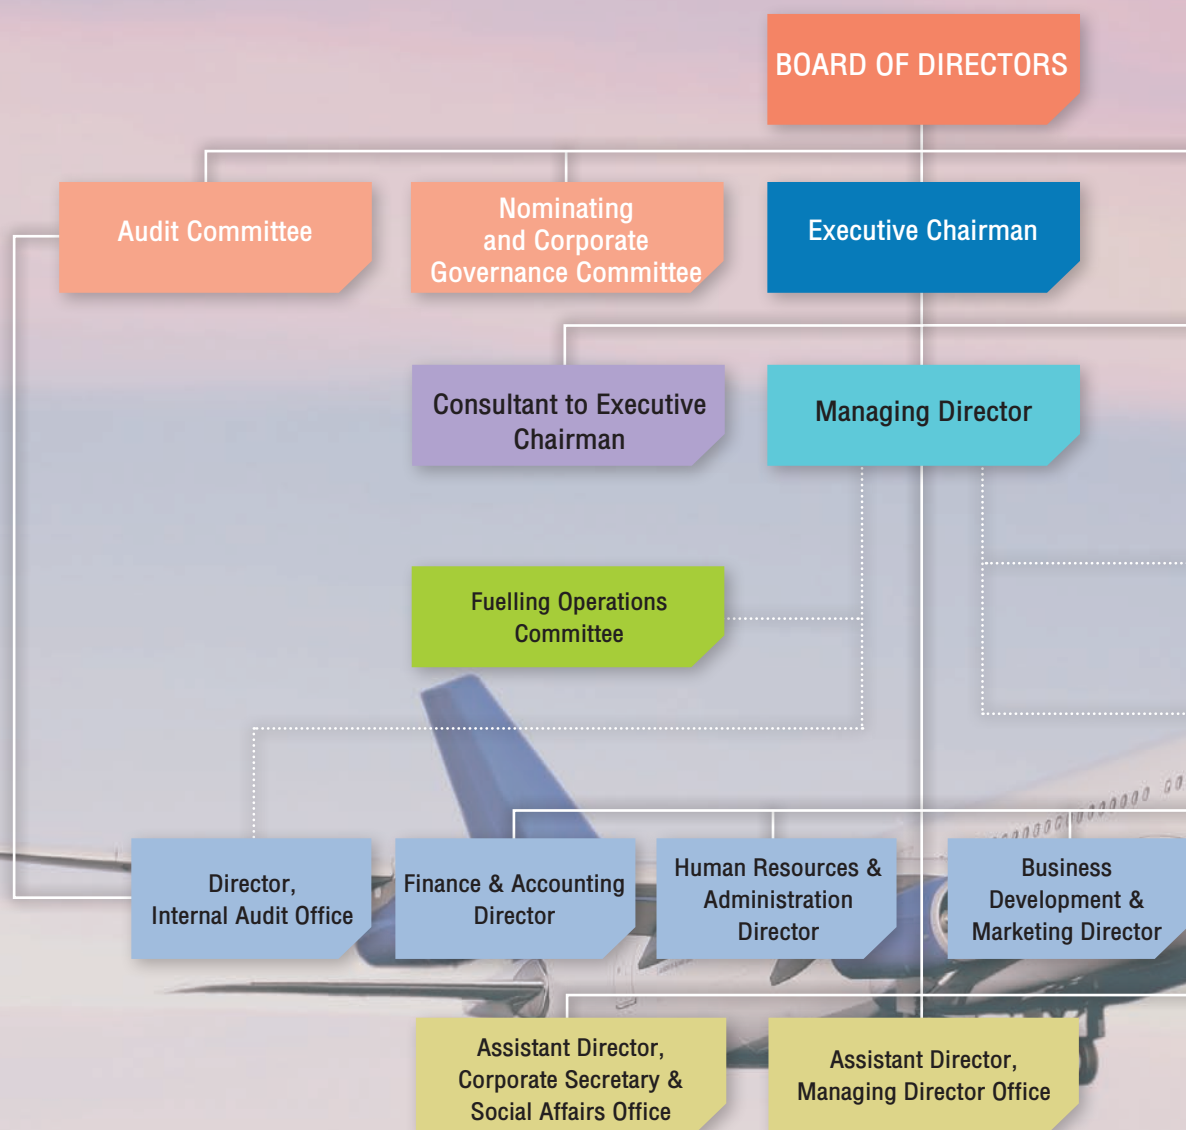 BOARD OF DIRECTORS
Audit Committee
Nominating
and Corporate
Governance Committee
Executive Chairman
Consultant to Executive
Chairman
Managing Director
Fuelling Operations
Committee
Director,
Internal Audit Office
Finance & Accounting
Director
Human Resources &
Administration
Director
Business
Development &
Marketing Director
Assistant Director,
Corporate Secretary &
Social Affairs Office
Assistant Director,
Managing Director Office